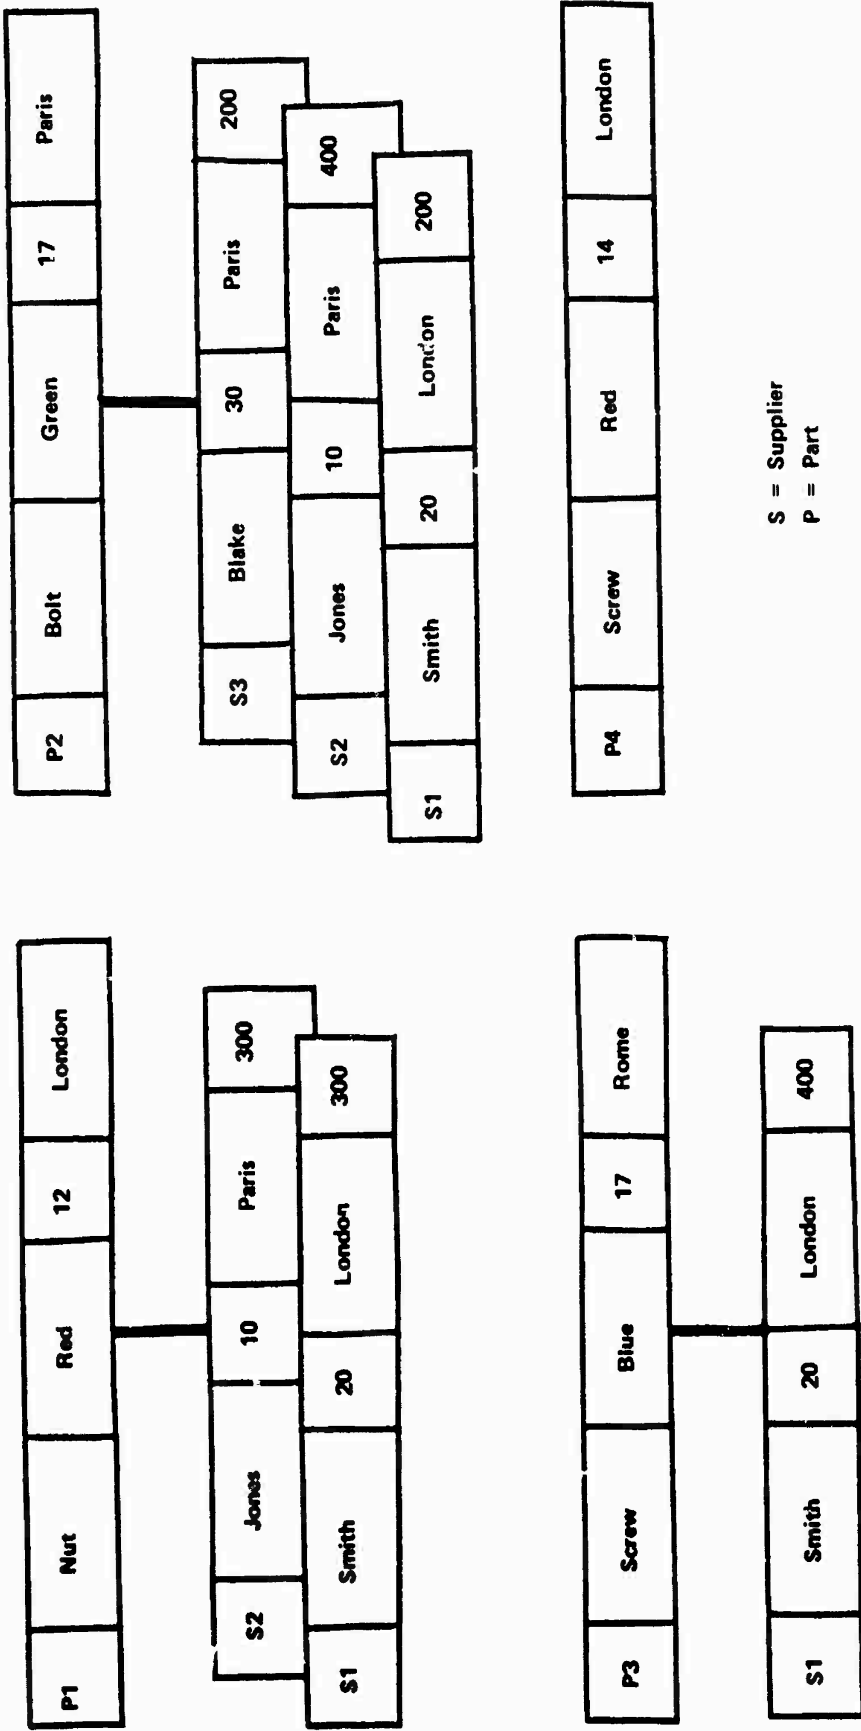 P1 Nut Red 12 London
S2 Jones 10 Paris 300
S1 Smith 20 London 300
P2 Bolt Green 17 Paris
S3 Blake 30 Paris 200
S2 Jones 10 Paris 400
S1 Smith 20 London 200
P3 Screw Blue 17 Rome
S1 Smith 20 London 400
P4 Screw Red 14 London
S = Supplier
P = Part